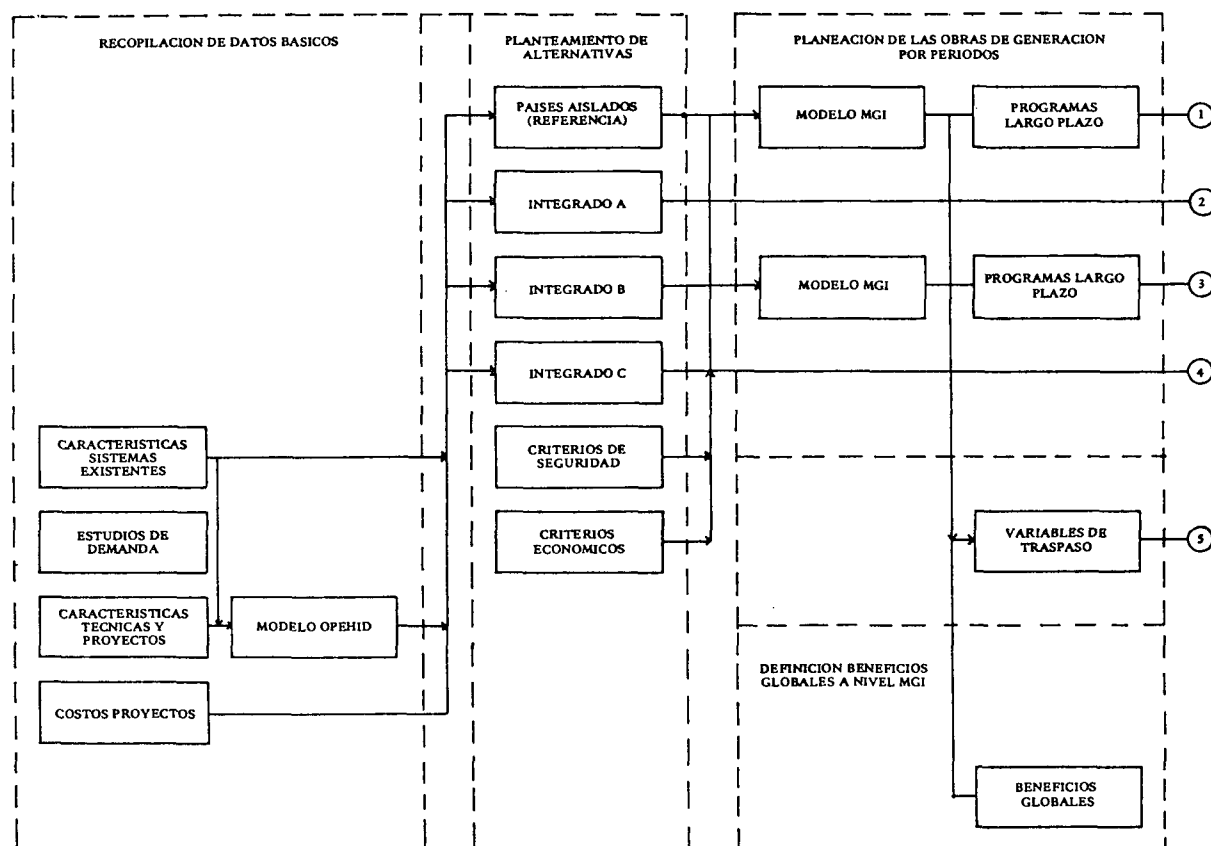 RECOPILACION DE DATOS BASICOS
PLANTEAMIENTO DE
ALTERNATIVAS
PLANEACION DE LAS OBRAS DE GENERACION
POR PERIODOS
PAISES AISLADOS
(REFERENCIA)
MODELO MGI
PROGRAMAS
LARGO PLAZO
1
INTEGRADO A
2
INTEGRADO B
MODELO MGI
PROGRAMAS LARGO
PLAZO
3
INTEGRADO C
4
CARACTERISTICAS
SISTEMAS
EXISTENTES
CRITERIOS DE
SEGURIDAD
ESTUDIOS DE
DEMANDA
CRITERIOS
ECONOMICOS
VARIABLES DE
TRASPASO
5
CARACTERISTICAS
TECNICAS Y
PROYECTOS
MODELO OPEHID
DEFINICION BENEFICIOS
GLOBALES A NIVEL MGI
COSTOS PROYECTOS
BENEFICIOS
GLOBALES